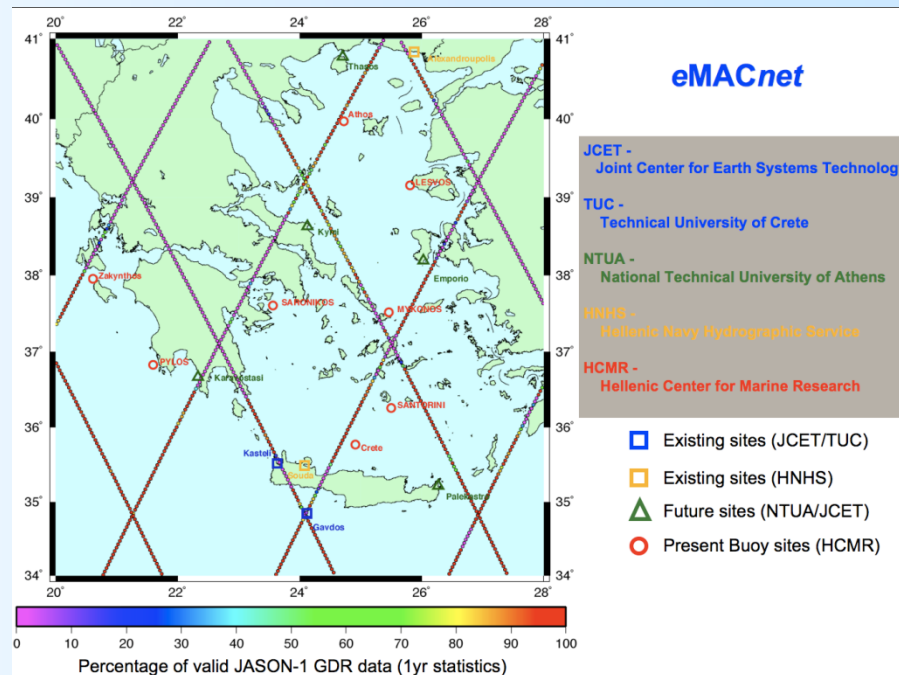 20° 22° 24° 26° 28°
41° 41°
Alexandroupolis
Thasos
40° Athos 40°
39° LESVOS 39°
Kymi
38° Emporio 38°
Zakynthos
SARONIKOS MYKONOS
37° 37°
PYLOS Karavostasi
SANTORINI
36° 36°
Kasteli Crete
Souda
35° Palekastro 35°
Gavdos
34° 34°
20° 22° 24° 26° 28°
0 10 20 30 40 50 60 70 80 90 100
Percentage of valid JASON-1 GDR data (1yr statistics)
eMACnet
JCET -
Joint Center for Earth Systems Technolog
TUC -
Technical University of Crete
NTUA -
National Technical University of Athens
HNHS -
Hellenic Navy Hydrographic Service
HCMR -
Hellenic Center for Marine Research
Existing sites (JCET/TUC)
Existing sites (HNHS)
Future sites (NTUA/JCET)
Present Buoy sites (HCMR)